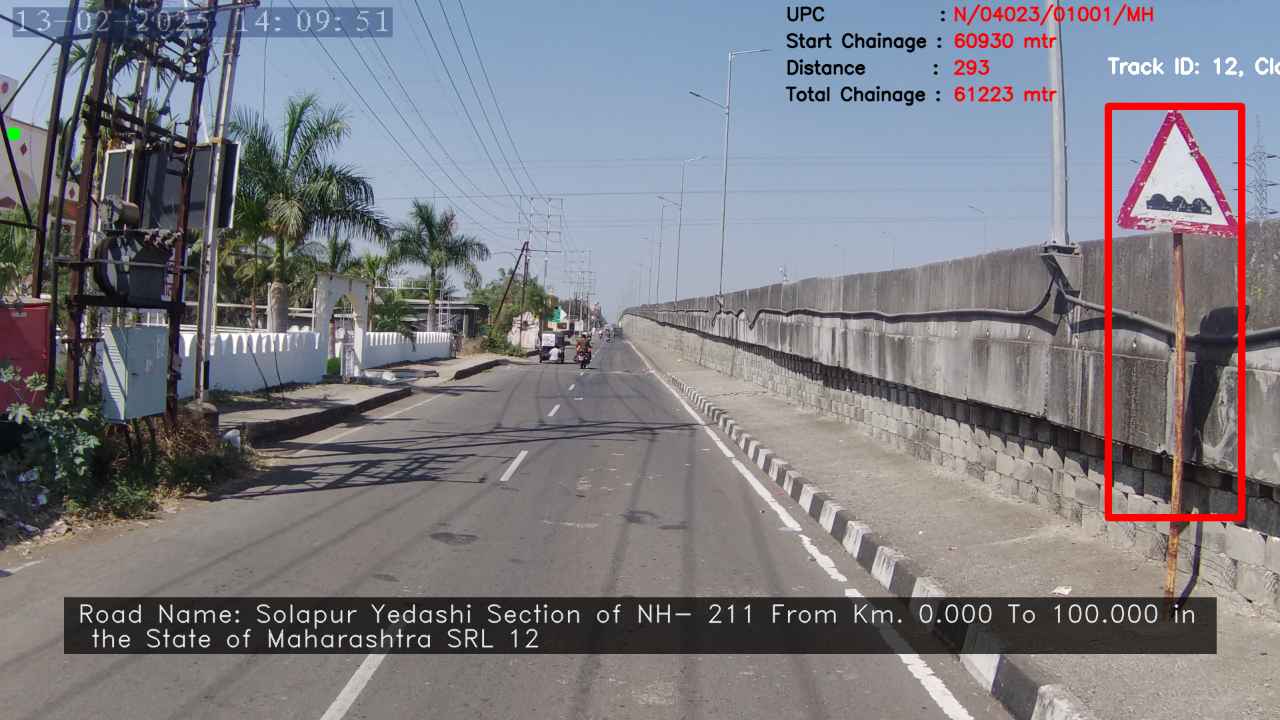 13-02-2025 14:09:51
UPC : N/04023/01001/MH
Start Chainage : 60930 mtr
Distance : 293
Total Chainage : 61223 mtr
Track ID: 12, Cla
Road Name: Solapur Yedashi Section of NH- 211 From Km. 0.000 To 100.000 in
the State of Maharashtra SRL 12